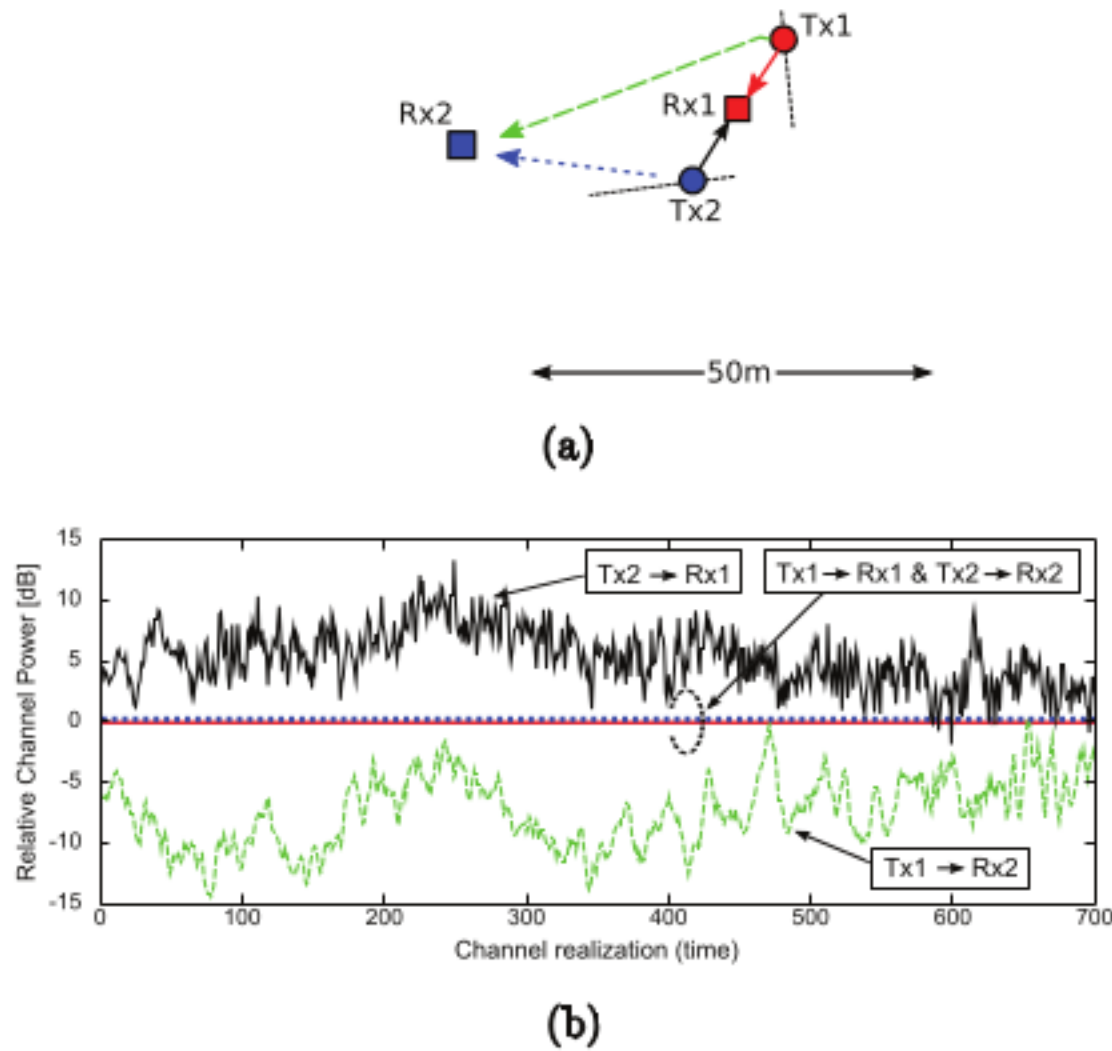 Tx1
Rx1
Rx2
Tx2
50m
(a)
15
10
5
0
-5
-10
-15
Relative Channel Power [dB]
Tx2 → Rx1
Tx1 → Rx1 & Tx2 → Rx2
Tx1 → Rx2
0 100 200 300 400 500 600 700
Channel realization (time)
(b)